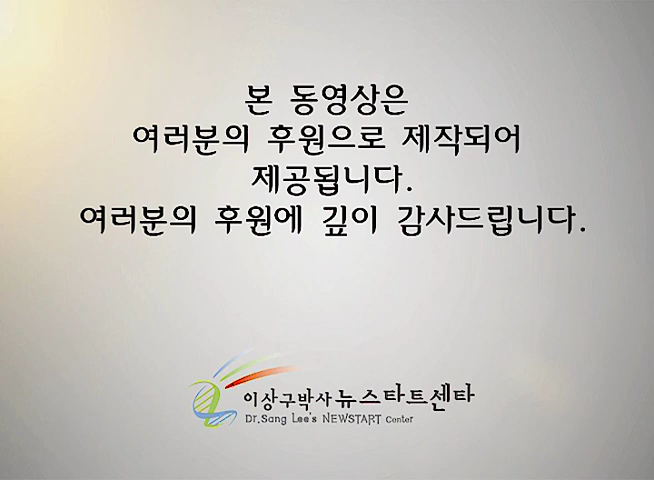 본 동영상은
여러분의 후원으로 제작되어
제공됩니다.
여러분의 후원에 깊이 감사드립니다.
이상구박사 뉴스타트센타
Dr.Sang Lee's NEWSTART Center